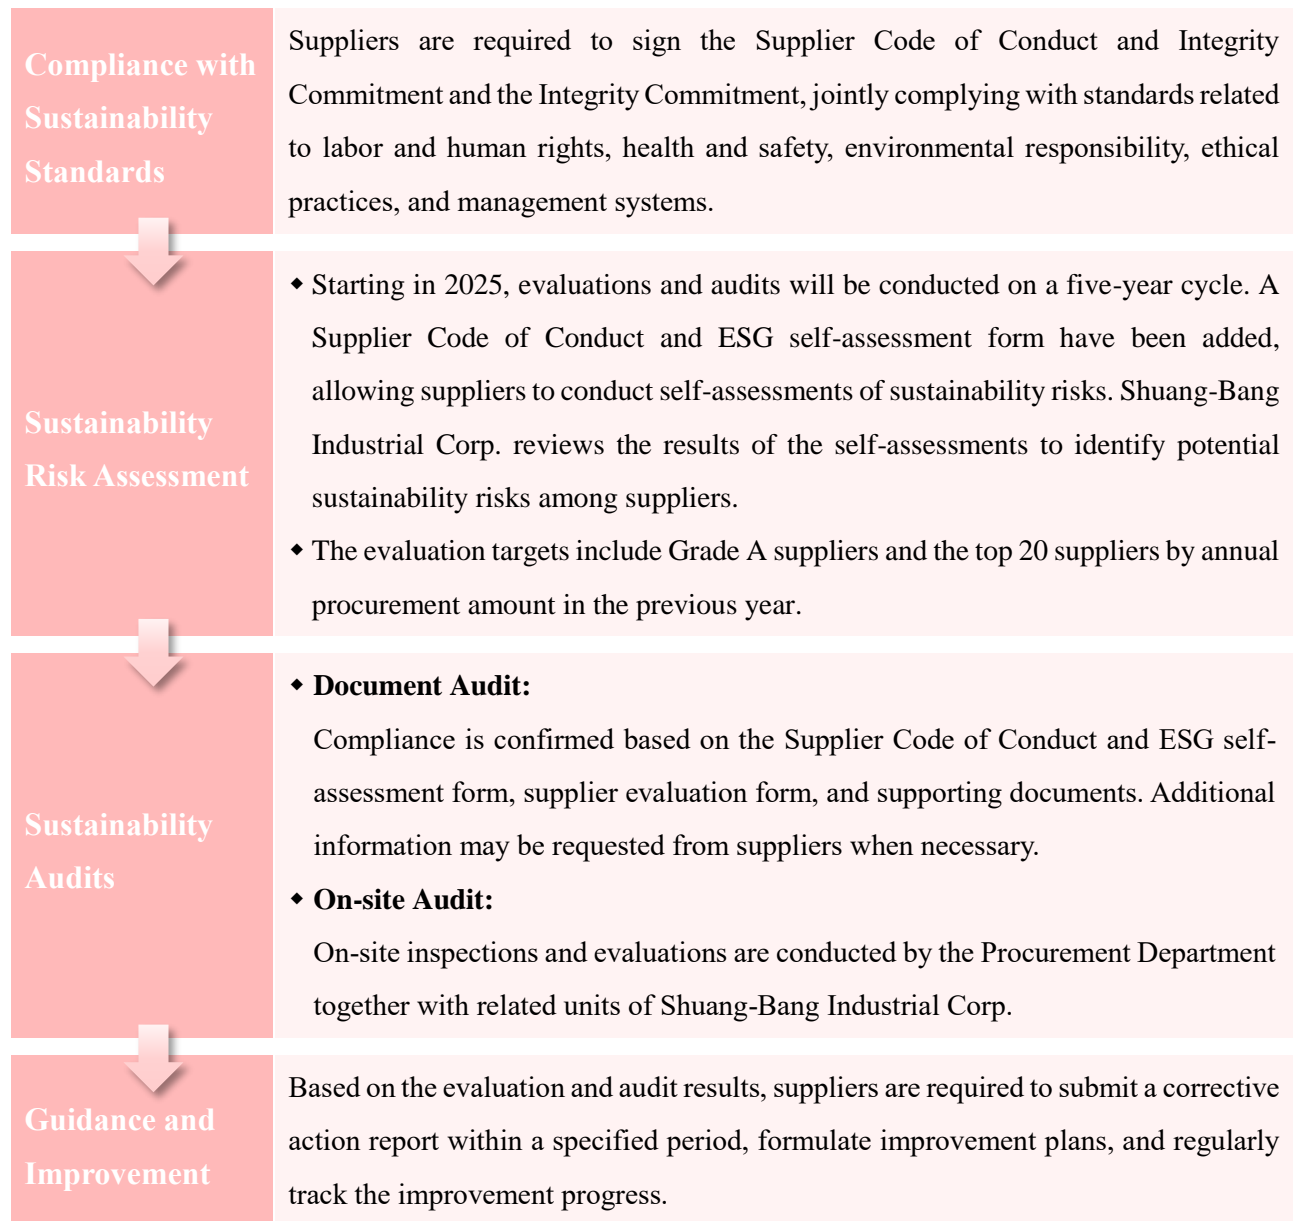 Compliance with
Sustainability
Standards
Suppliers are required to sign the Supplier Code of Conduct and Integrity
Commitment and the Integrity Commitment, jointly complying with standards related
to labor and human rights, health and safety, environmental responsibility, ethical
practices, and management systems.
Sustainability
Risk Assessment
◆ Starting in 2025, evaluations and audits will be conducted on a five-year cycle. A
Supplier Code of Conduct and ESG self-assessment form have been added,
allowing suppliers to conduct self-assessments of sustainability risks. Shuang-Bang
Industrial Corp. reviews the results of the self-assessments to identify potential
sustainability risks among suppliers.
◆ The evaluation targets include Grade A suppliers and the top 20 suppliers by annual
procurement amount in the previous year.
Sustainability
Audits
◆ Document Audit:
Compliance is confirmed based on the Supplier Code of Conduct and ESG self-
assessment form, supplier evaluation form, and supporting documents. Additional
information may be requested from suppliers when necessary.
◆ On-site Audit:
On-site inspections and evaluations are conducted by the Procurement Department
together with related units of Shuang-Bang Industrial Corp.
Guidance and
Improvement
Based on the evaluation and audit results, suppliers are required to submit a corrective
action report within a specified period, formulate improvement plans, and regularly
track the improvement progress.